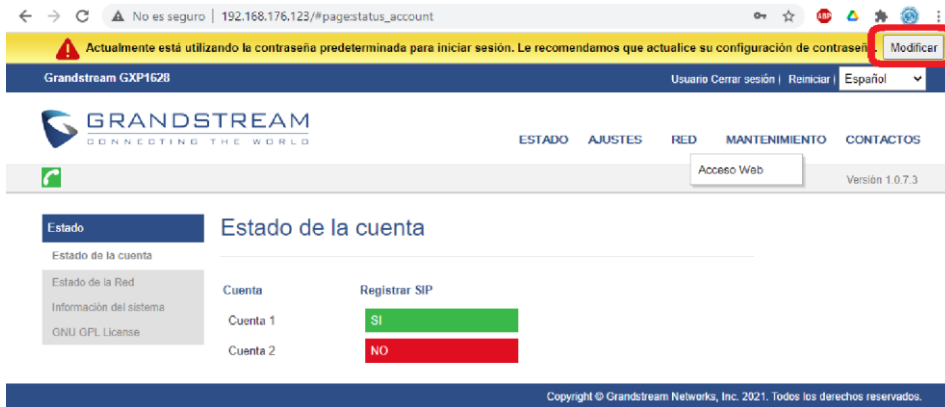 No es seguro | 192.168.176.123/#page:status_account
ABP
Actualmente está utilizando la contraseña predeterminada para iniciar sesión. Le recomendamos que actualice su configuración de contraseñ. Modificar
Grandstream GXP1628 Usuario Cerrar sesión | Reiniciar | Español
GRANDSTREAM
CONNECTING THE WORLD
ESTADO AJUSTES RED MANTENIMIENTO CONTACTOS
Acceso Web
Versión 1.0.7.3
Estado
Estado de la cuenta
Estado de la Red
Información del sistema
GNU GPL License
Estado de la cuenta
Cuenta Registrar SIP
Cuenta 1 SI
Cuenta 2 NO
Copyright © Grandstream Networks, Inc. 2021. Todos los derechos reservados.